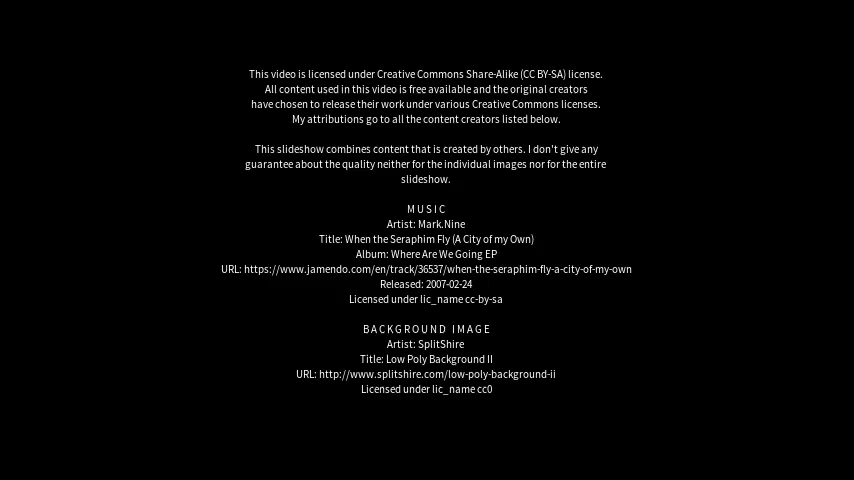 This video is licensed under Creative Commons Share-Alike (CC BY-SA) license.
All content used in this video is free available and the original creators
have chosen to release their work under various Creative Commons licenses.
My attributions go to all the content creators listed below.
This slideshow combines content that is created by others. I don't give any
guarantee about the quality neither for the individual images nor for the entire
slideshow.
MUSIC
Artist: Mark.Nine
Title: When the Seraphim Fly (A City of my Own)
Album: Where Are We Going EP
URL: https://www.jamendo.com/en/track/36537/when-the-seraphim-fly-a-city-of-my-own
Released: 2007-02-24
Licensed under lic_name cc-by-sa
BACKGROUND IMAGE
Artist: SplitShire
Title: Low Poly Background II
URL: http://www.splitshire.com/low-poly-background-ii
Licensed under lic_name cc0